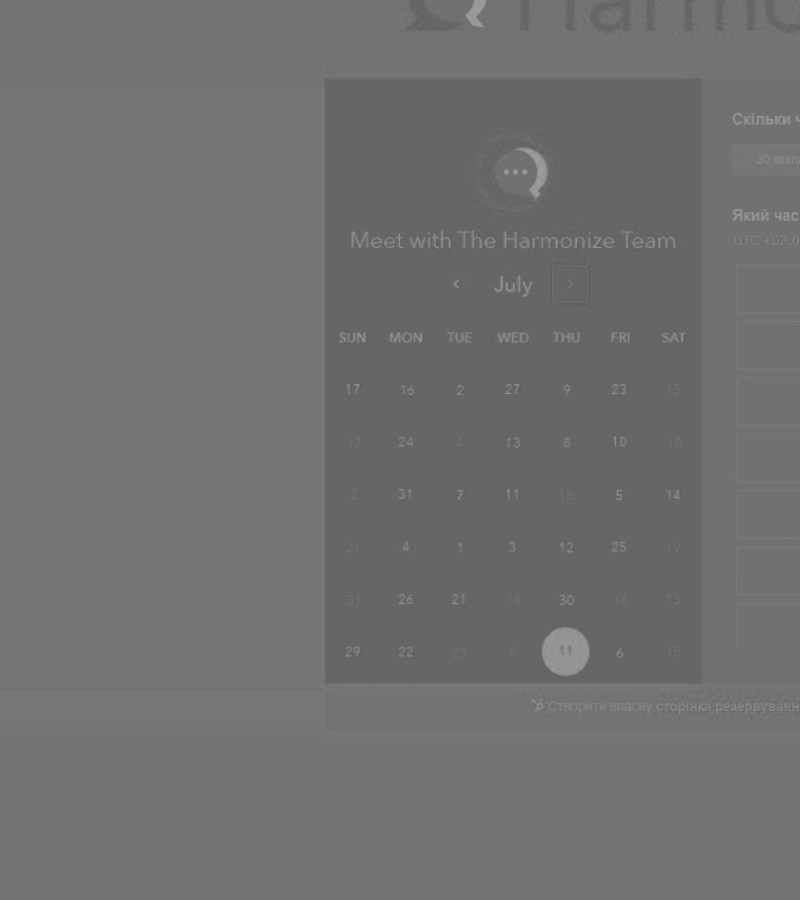 Harmo
Meet with The Harmonize Team
July
SUN MON TUE WED THU FRI SAT
17 16 2 27 9 23 15
17 24 4 13 8 10 10
2 31 7 11 18 5 14
21 4 1 3 12 25 19
31 26 21 16 30 16 13
29 22 29 6 11 6 15
Скільки ч
30 хвили
Який час
UTC +03:0
Створити власну сторінка резервуванн